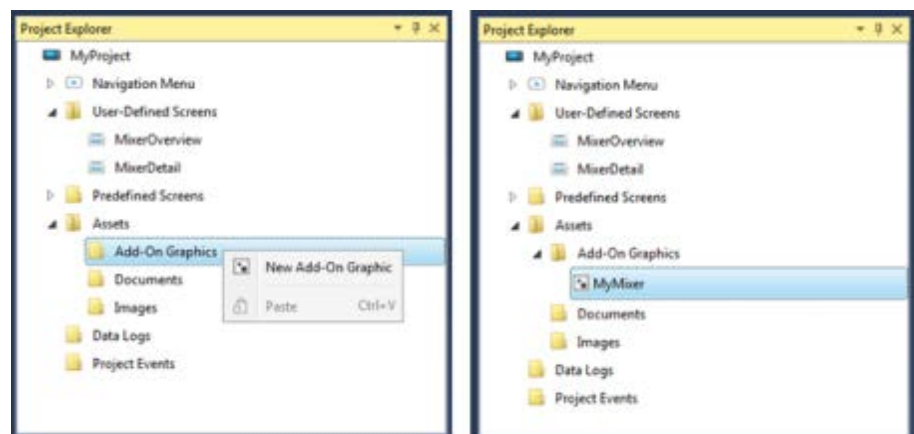 Project Explorer
MyProject
Navigation Menu
User-Defined Screens
MixerOverview
MixerDetail
Predefined Screens
Assets
Add-On Graphics
New Add-On Graphic
Documents
Paste Ctrl+V
Images
Data Logs
Project Events
Project Explorer
MyProject
Navigation Menu
User-Defined Screens
MixerOverview
MixerDetail
Predefined Screens
Assets
Add-On Graphics
MyMixer
Documents
Images
Data Logs
Project Events